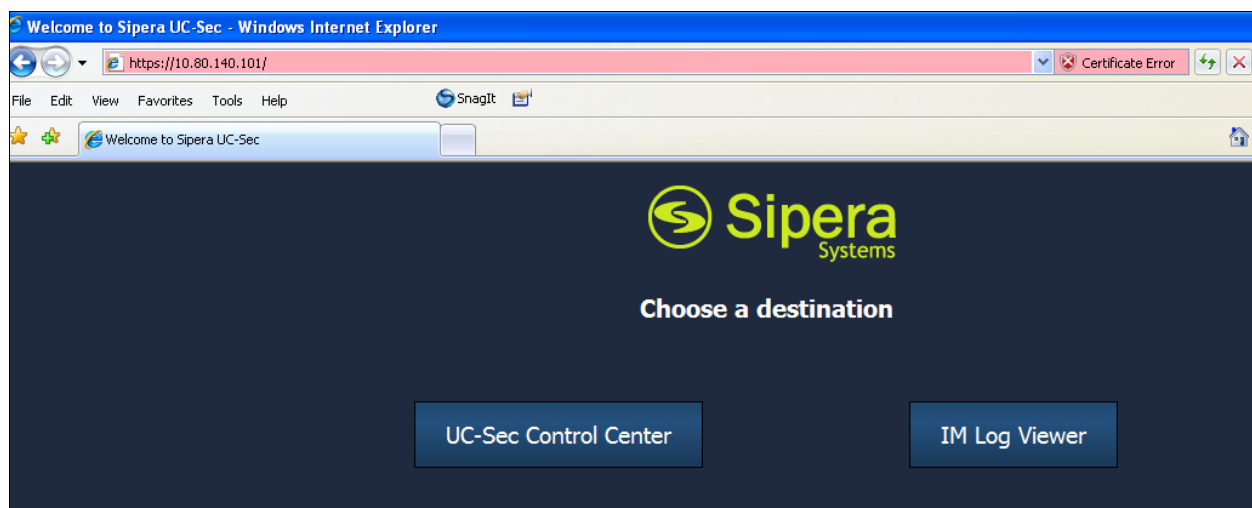 Welcome to Sipera UC-Sec - Windows Internet Explorer
https://10.80.140.101/ Certificate Error
File Edit View Favorites Tools Help SnagIt
Welcome to Sipera UC-Sec
Sipera
Systems
Choose a destination
UC-Sec Control Center IM Log Viewer